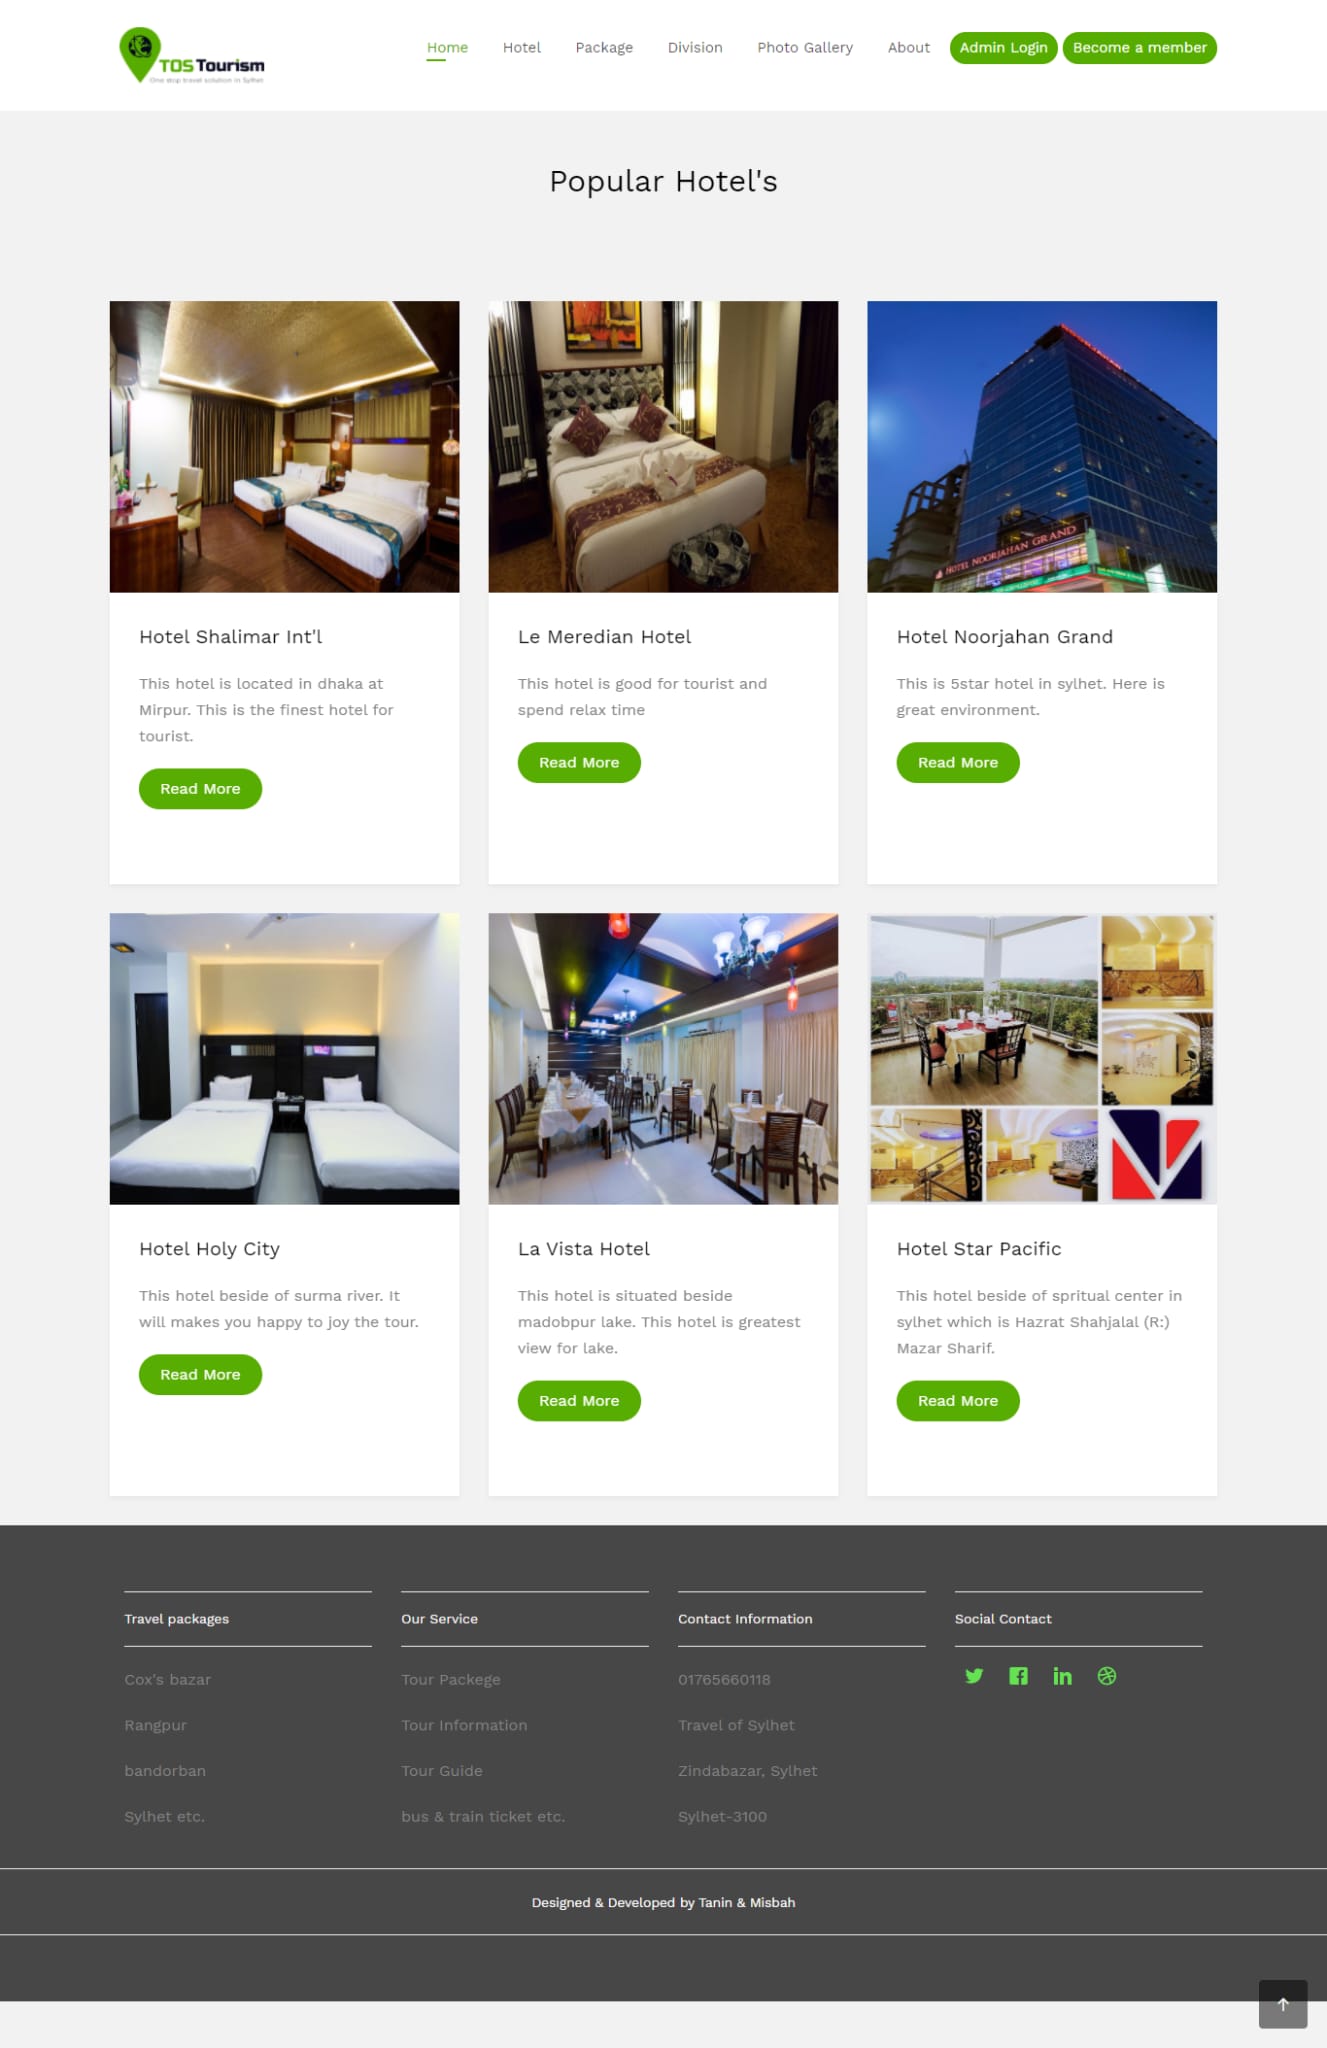 TOS Tourism
One stop travel solution in Sylhet
Home Hotel Package Division Photo Gallery About Admin Login Become a member
Popular Hotel's
HOTEL NOORJAHAN GRAND
Hotel Shalimar Int'l
This hotel is located in dhaka at
Mirpur. This is the finest hotel for
tourist.
Read More
Le Meredian Hotel
This hotel is good for tourist and
spend relax time
Read More
Hotel Noorjahan Grand
This is 5star hotel in sylhet. Here is
great environment.
Read More
Hotel Holy City
This hotel beside of surma river. It
will makes you happy to joy the tour.
Read More
La Vista Hotel
This hotel is situated beside
madobpur lake. This hotel is greatest
view for lake.
Read More
Hotel Star Pacific
This hotel beside of spritual center in
sylhet which is Hazrat Shahjalal (R:)
Mazar Sharif.
Read More
Travel packages
Cox's bazar
Rangpur
bandorban
Sylhet etc.
Our Service
Tour Packege
Tour Information
Tour Guide
bus & train ticket etc.
Contact Information
01765660118
Travel of Sylhet
Zindabazar, Sylhet
Sylhet-3100
Social Contact
Designed & Developed by Tanin & Misbah